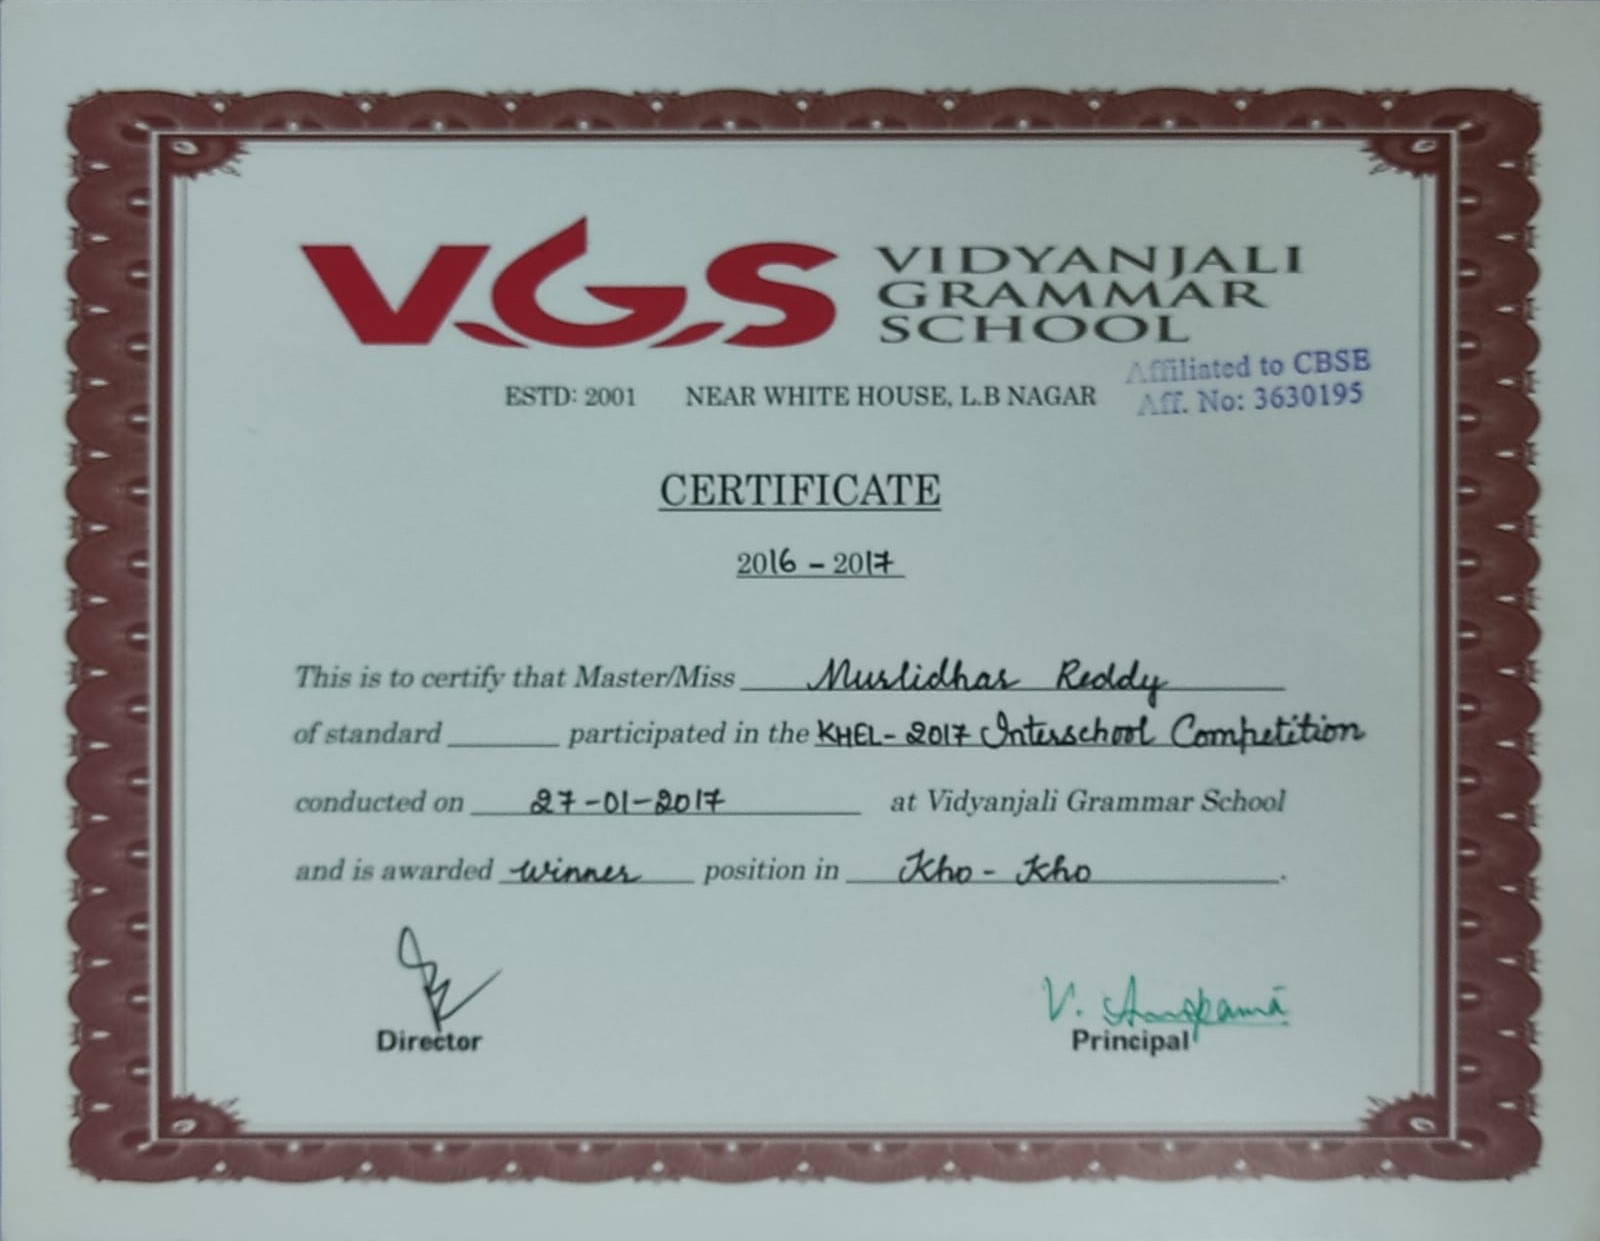 V.G.S VIDYANJALI
GRAMMAR
SCHOOL
Affiliated to CBSE
Aff. No: 3630195
ESTD: 2001 NEAR WHITE HOUSE, L.B NAGAR
CERTIFICATE
2016 - 2017
This is to certify that Master/Miss Murlidhar Reddy
of standard participated in the KHEL- 2017 Interschool Competition
conducted on 27-01-2017 at Vidyanjali Grammar School
and is awarded winner position in Kho - Kho.
V. Anupama
Director Principal